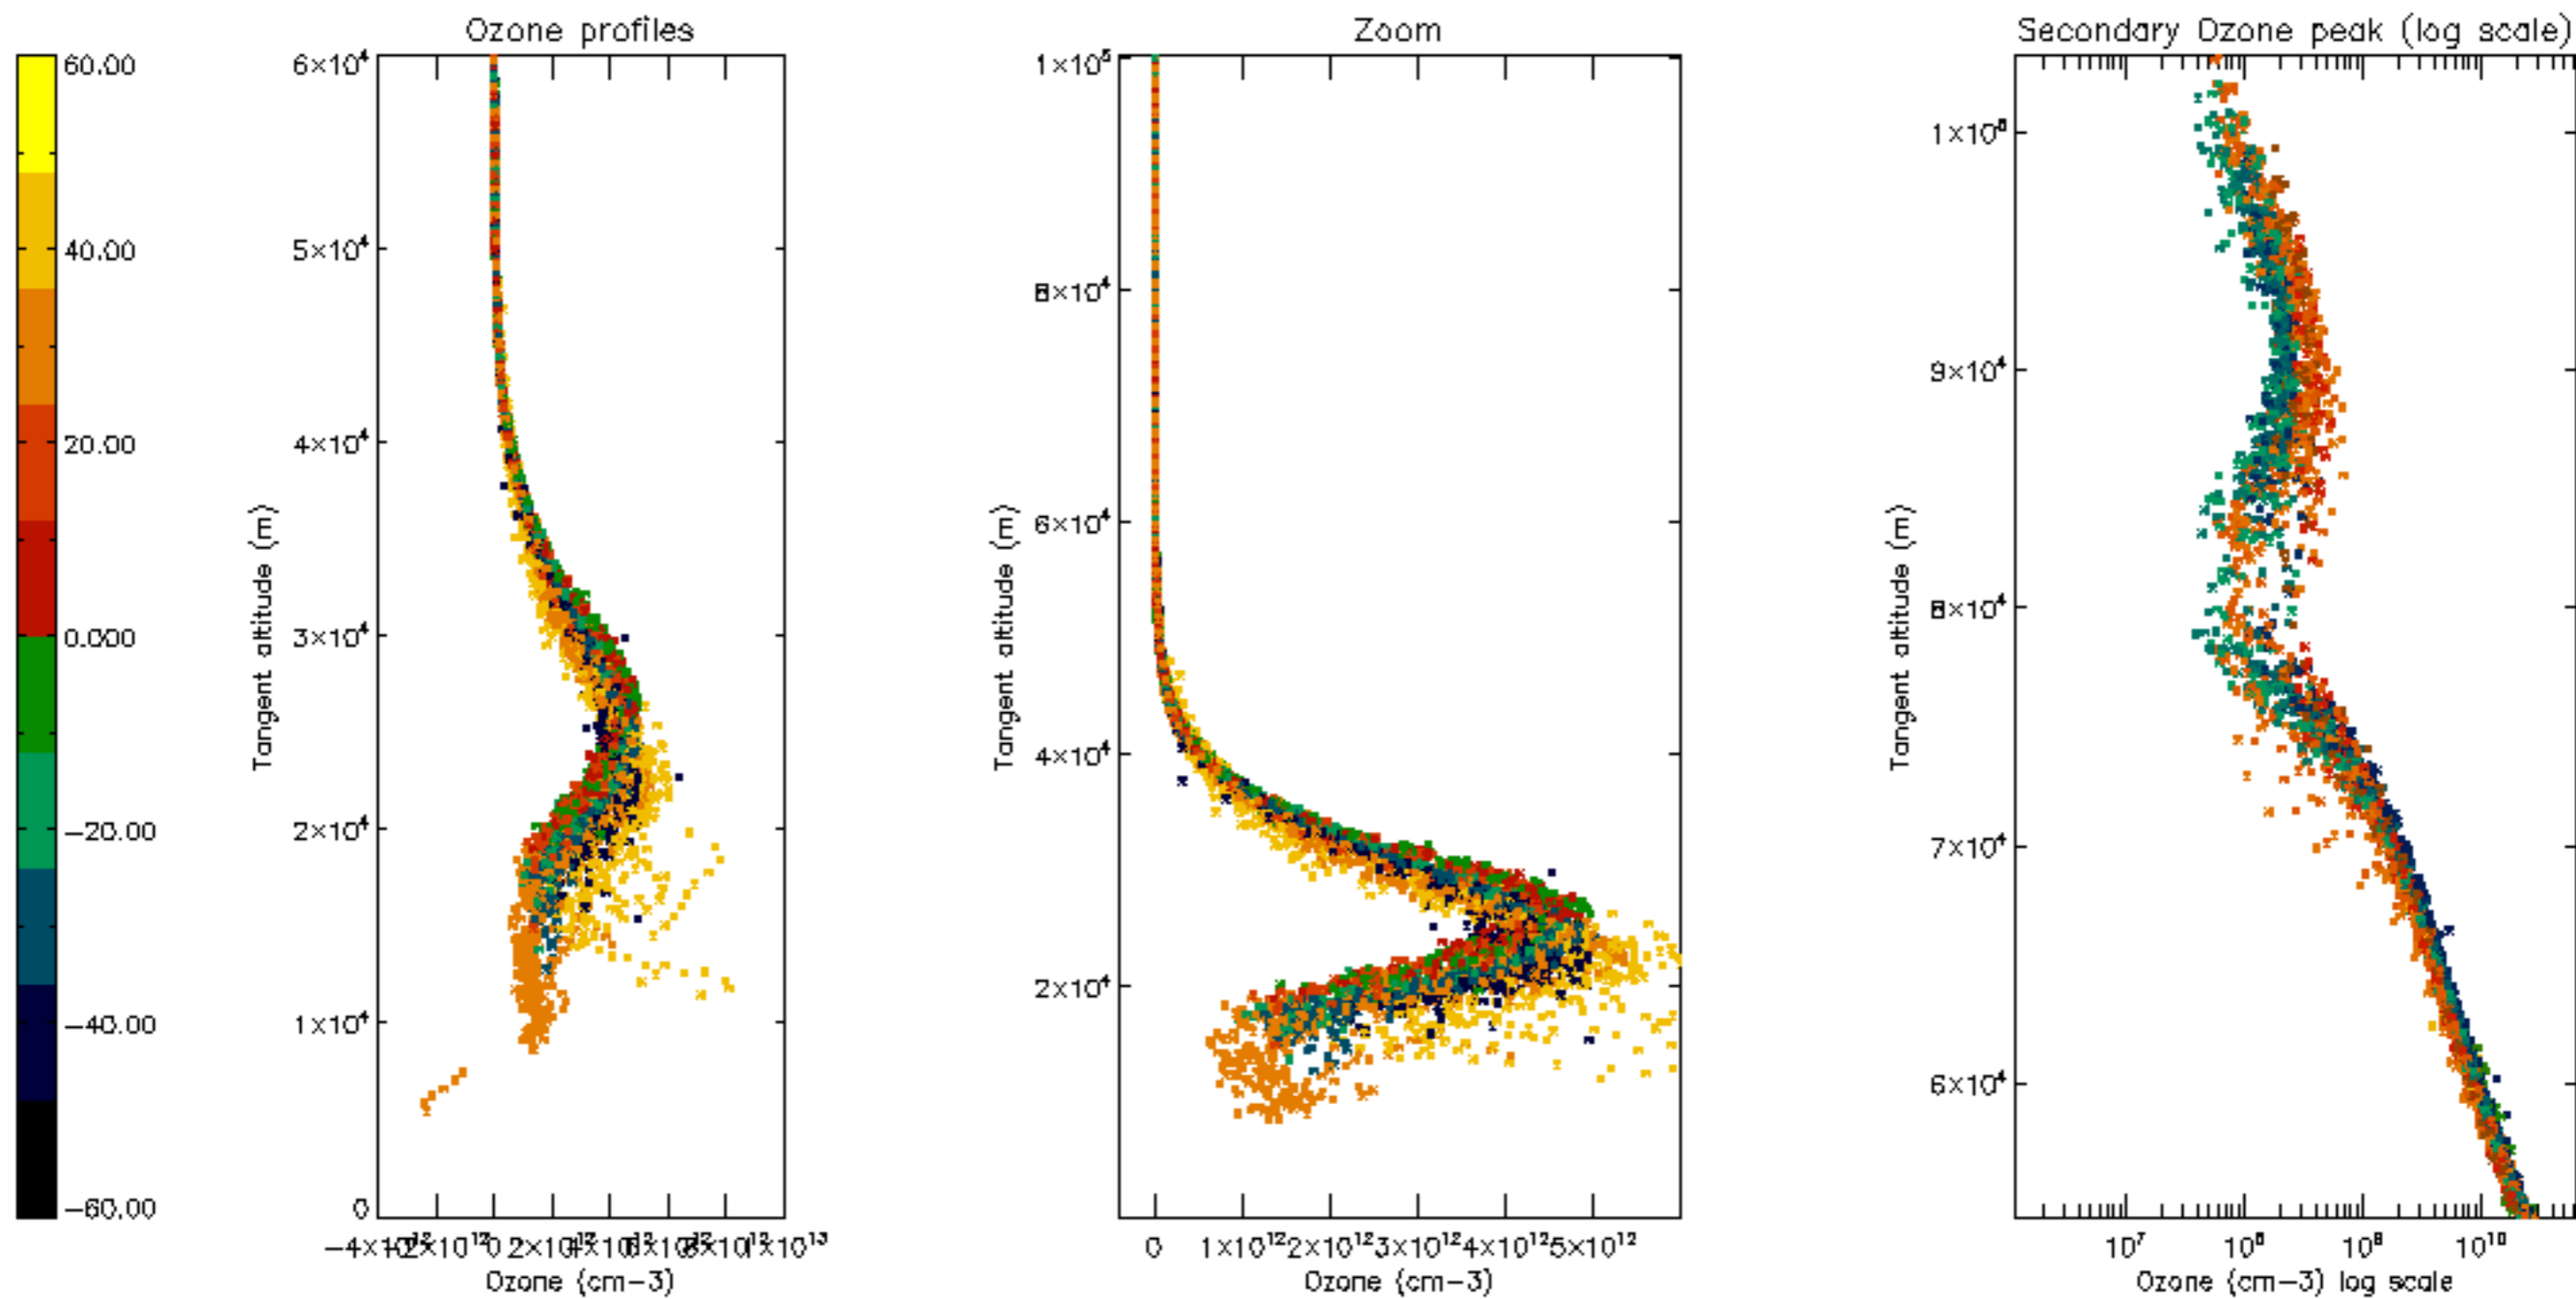 Ozone profiles
Zoom
Secondary Ozone peak (log scale)
60.00
40.00
20.00
0.000
−20.00
−40.00
−60.00
6×10⁴
5×10⁴
4×10⁴
3×10⁴
2×10⁴
1×10⁴
0
Tangent altitude (m)
0
1×10¹³
Ozone (cm−3)
1×10⁵
8×10⁴
6×10⁴
4×10⁴
2×10⁴
Tangent altitude (m)
0 1×10¹² 2×10¹² 3×10¹² 4×10¹² 5×10¹²
Ozone (cm−3)
9×10⁴
8×10⁴
7×10⁴
6×10⁴
Tangent altitude (m)
10⁷ 10⁸ 10⁹ 10¹⁰
Ozone (cm−3) log scale